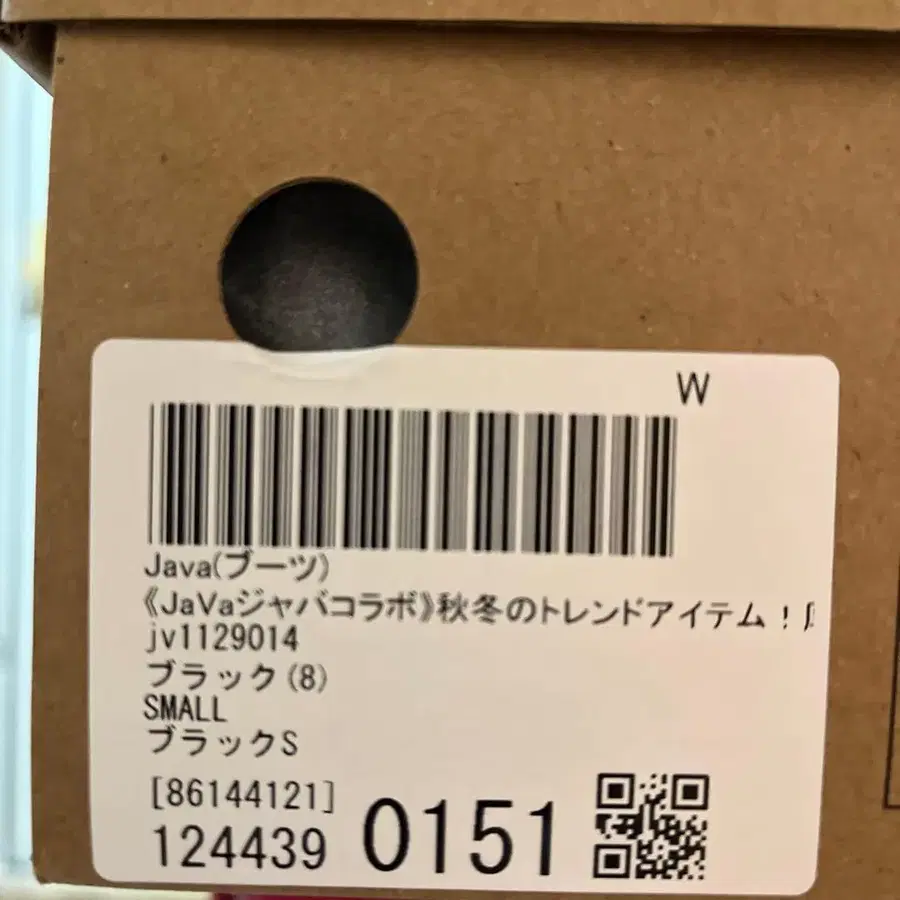 W
Java(ブーツ)
《JaVaジャバコラボ》秋冬のトレンドアイテム！
jv1129014
ブラック(8)
SMALL
ブラックS
[86144121]
124439 0151